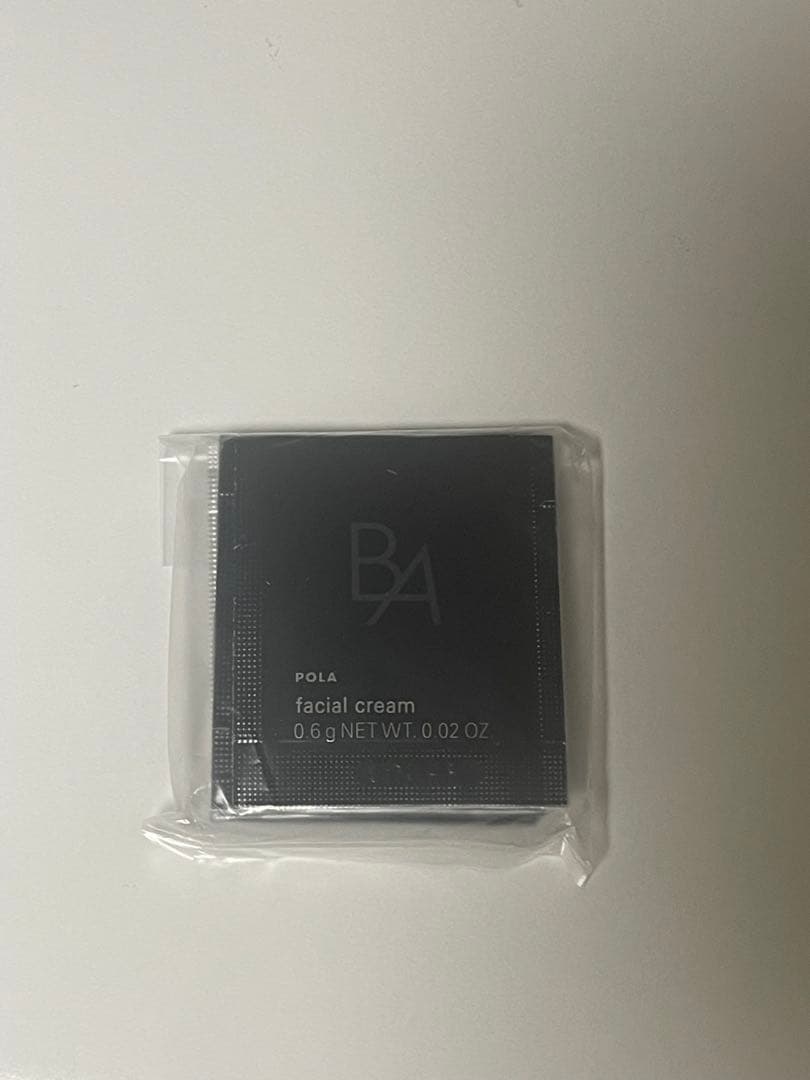 BA
POLA
facial cream
0.6 g NET WT. 0.02 OZ